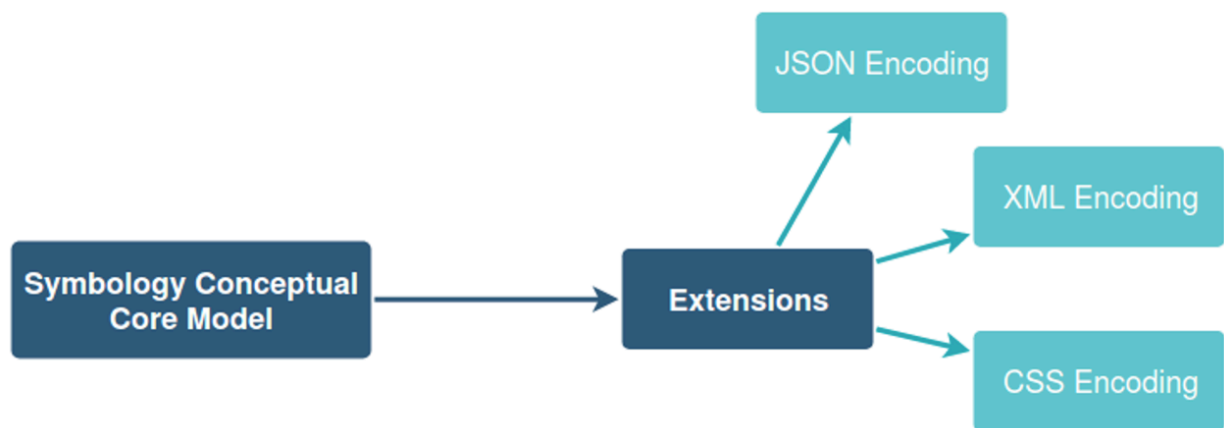 JSON Encoding
XML Encoding
Symbology Conceptual
Core Model
Extensions
CSS Encoding